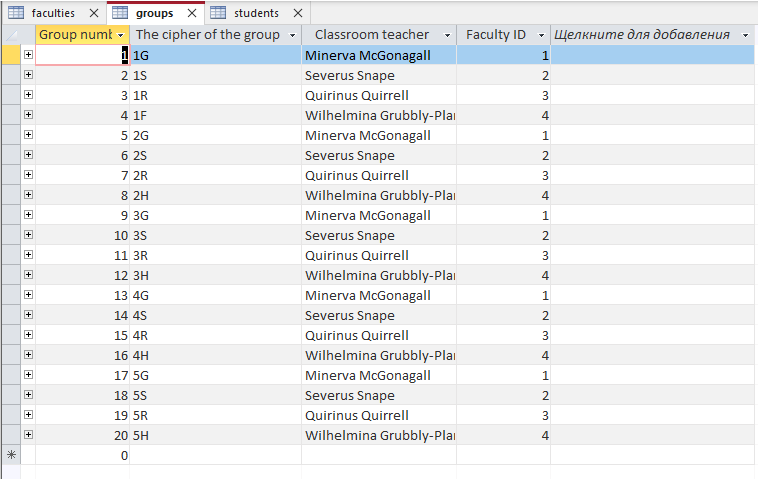 faculties groups students
Group numb The cipher of the group Classroom teacher Faculty ID Щелкните для добавления
1 1G Minerva McGonagall 1
2 1S Severus Snape 2
3 1R Quirinus Quirrell 3
4 1F Wilhelmina Grubbly-Plan 4
5 2G Minerva McGonagall 1
6 2S Severus Snape 2
7 2R Quirinus Quirrell 3
8 2H Wilhelmina Grubbly-Plan 4
9 3G Minerva McGonagall 1
10 3S Severus Snape 2
11 3R Quirinus Quirrell 3
12 3H Wilhelmina Grubbly-Plan 4
13 4G Minerva McGonagall 1
14 4S Severus Snape 2
15 4R Quirinus Quirrell 3
16 4H Wilhelmina Grubbly-Plan 4
17 5G Minerva McGonagall 1
18 5S Severus Snape 2
19 5R Quirinus Quirrell 3
20 5H Wilhelmina Grubbly-Plan 4
0